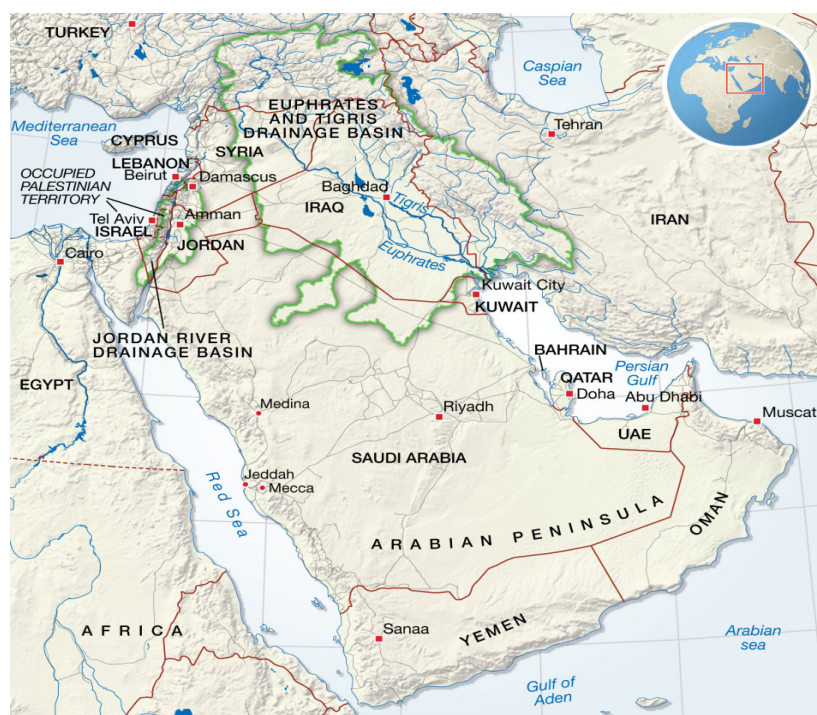 TURKEY
Caspian
Sea
EUPHRATES
AND TIGRIS
DRAINAGE BASIN
Mediterranean
Sea
CYPRUS
Tehran
SYRIA
LEBANON
Beirut
OCCUPIED
PALESTINIAN
TERRITORY
Damascus
Baghdad
Tigris
IRAQ
Tel Aviv
ISRAEL
Amman
IRAN
JORDAN
Euphrates
Cairo
Kuwait City
KUWAIT
JORDAN RIVER
DRAINAGE BASIN
BAHRAIN
Persian
Gulf
EGYPT
QATAR
Doha
Abu Dhabi
Medina
Riyadh
Muscat
UAE
SAUDI ARABIA
Jeddah
Mecca
Red Sea
OMAN
ARABIAN PENINSULA
AFRICA
Sanaa
YEMEN
Arabian
sea
Gulf of
Aden